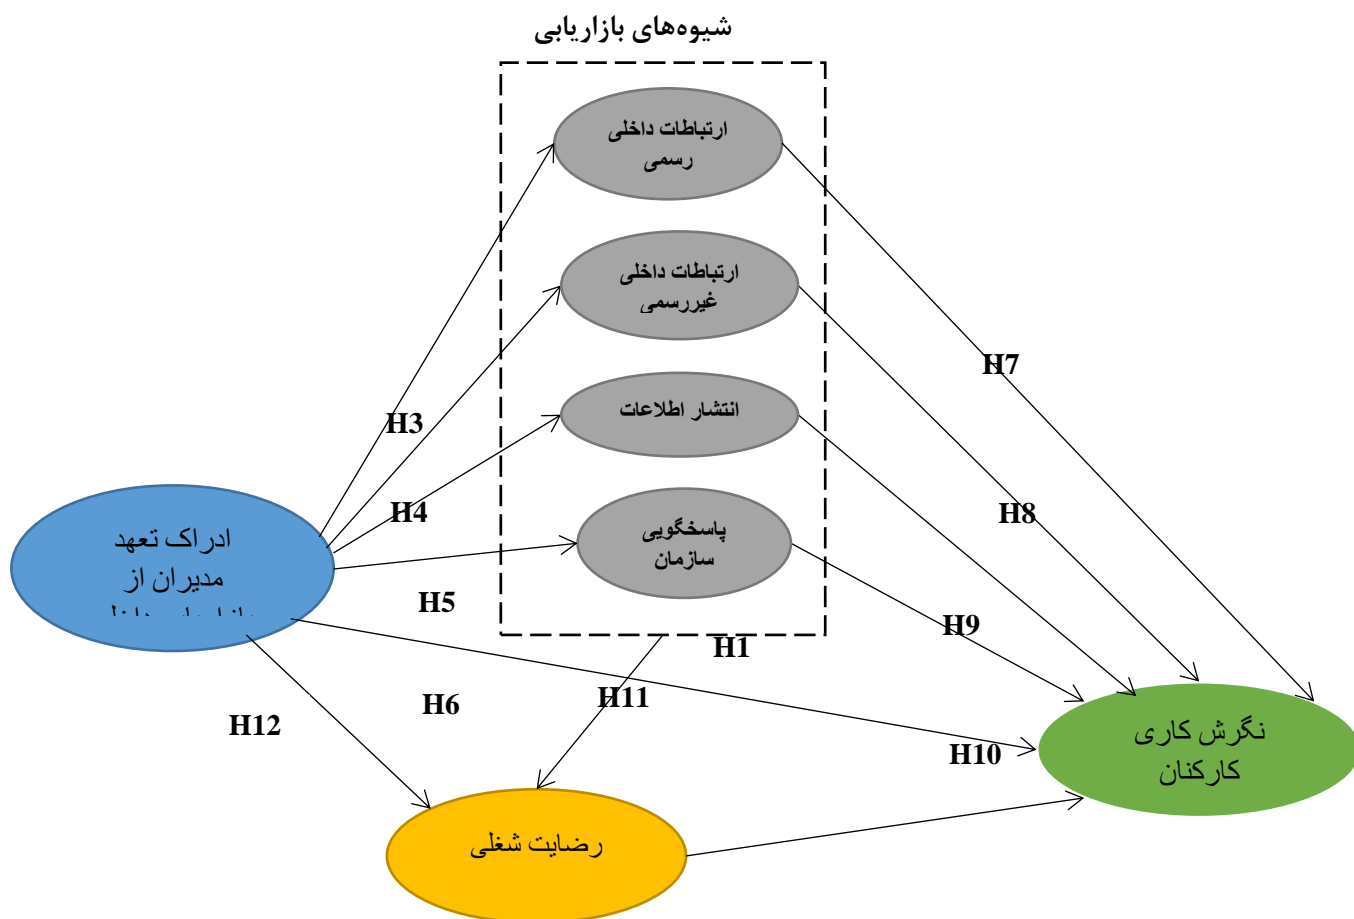 شیوه‌های بازاریابی
ارتباطات داخلی
رسمی
ارتباطات داخلی
غیررسمی
H7
انتشار اطلاعات
H3
H4
H8
پاسخگویی
سازمان
ادراک تعهد
مدیران از
H5
H9
H1
H6
H11
H12
H10
نگرش کاری
کارکنان
رضایت شغلی